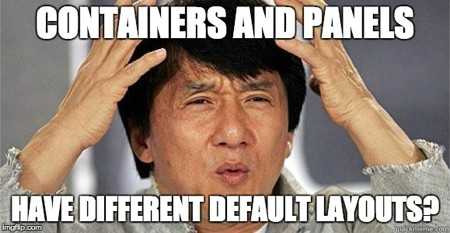 CONTAINERS AND PANELS
HAVE DIFFERENT DEFAULT LAYOUTS?
imgflip.com
quickmeme.com